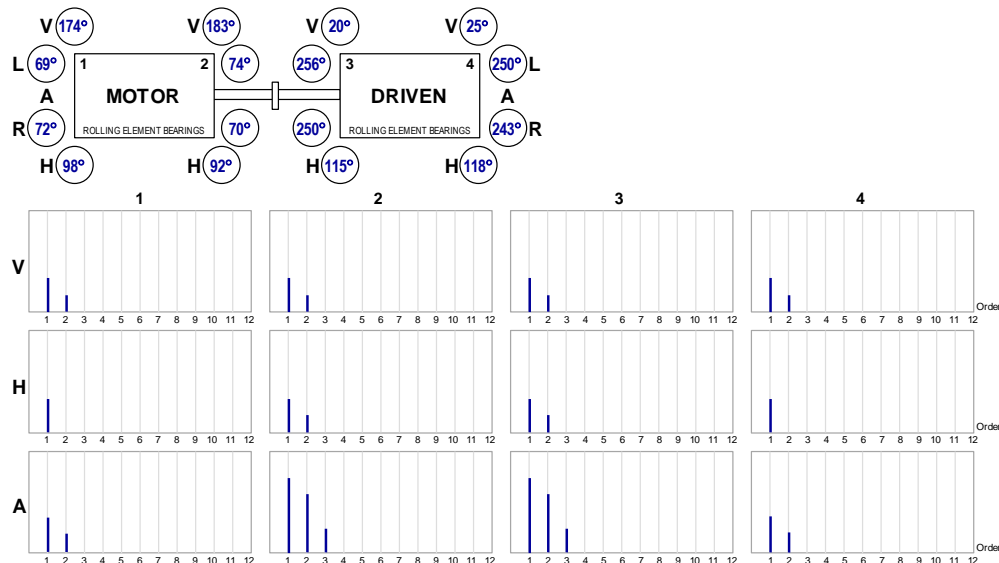 V 174° V 183° V 20° V 25°
L 69° 1 2 74° 256° 3 4 250° L
A MOTOR DRIVEN A
R 72° ROLLING ELEMENT BEARINGS 70° 250° ROLLING ELEMENT BEARINGS 243° R
H 98° H 92° H 115° H 118°
1 2 3 4
V
Order
1 2 3 4 5 6 7 8 9 10 11 12 1 2 3 4 5 6 7 8 9 10 11 12 1 2 3 4 5 6 7 8 9 10 11 12 1 2 3 4 5 6 7 8 9 10 11 12
H
Order
1 2 3 4 5 6 7 8 9 10 11 12 1 2 3 4 5 6 7 8 9 10 11 12 1 2 3 4 5 6 7 8 9 10 11 12 1 2 3 4 5 6 7 8 9 10 11 12
A
Order
1 2 3 4 5 6 7 8 9 10 11 12 1 2 3 4 5 6 7 8 9 10 11 12 1 2 3 4 5 6 7 8 9 10 11 12 1 2 3 4 5 6 7 8 9 10 11 12